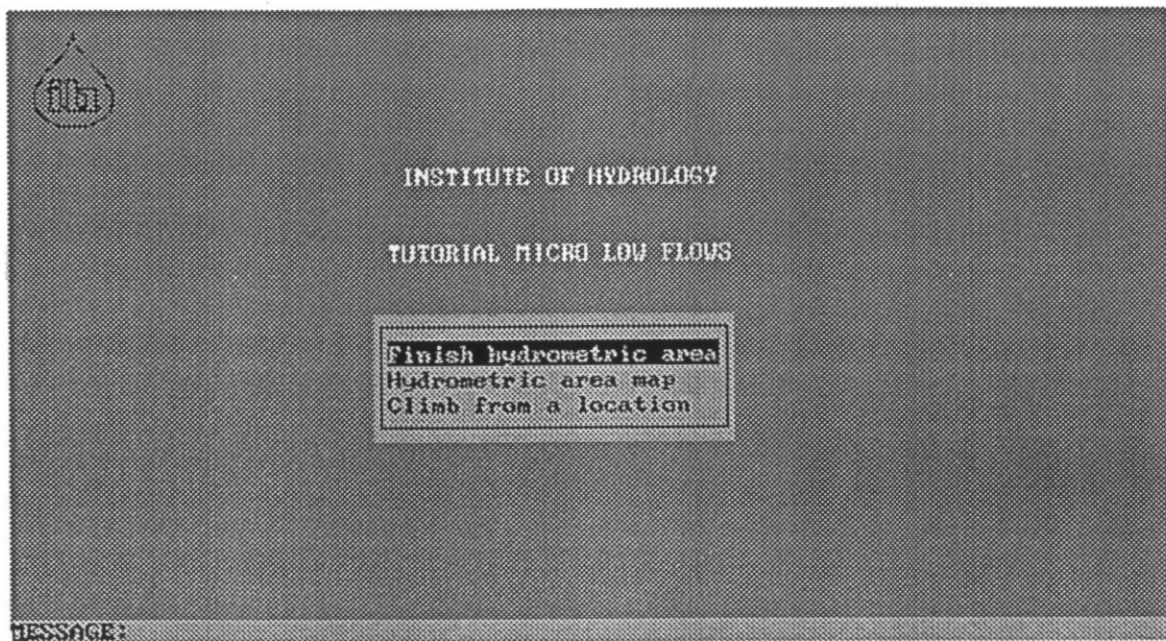 INSTITUTE OF HYDROLOGY
TUTORIAL MICRO LOW FLOWS
Finish hydrometric area
Hydrometric area map
Climb from a location
MESSAGE: